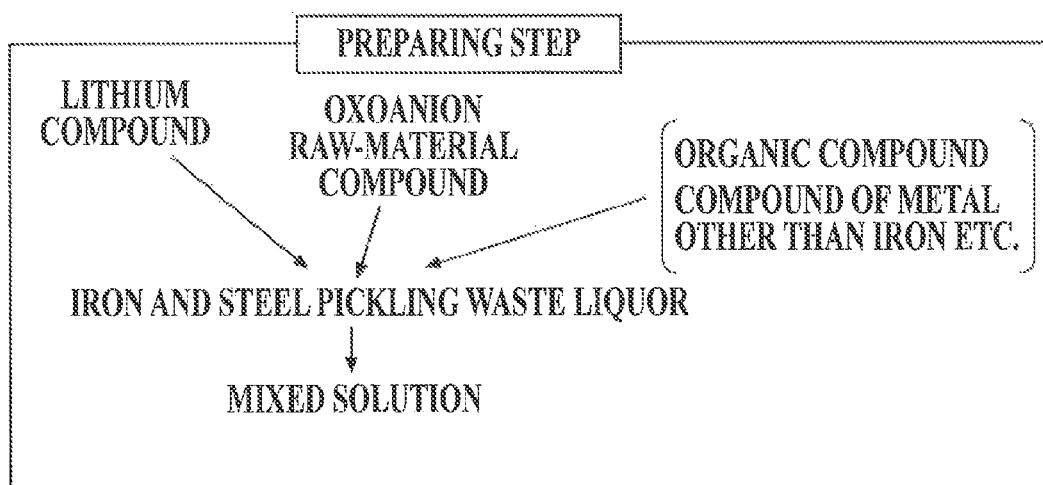 PREPARING STEP
LITHIUM
COMPOUND
OXOANION
RAW-MATERIAL
COMPOUND
ORGANIC COMPOUND
COMPOUND OF METAL
OTHER THAN IRON ETC.
IRON AND STEEL PICKLING WASTE LIQUOR
MIXED SOLUTION